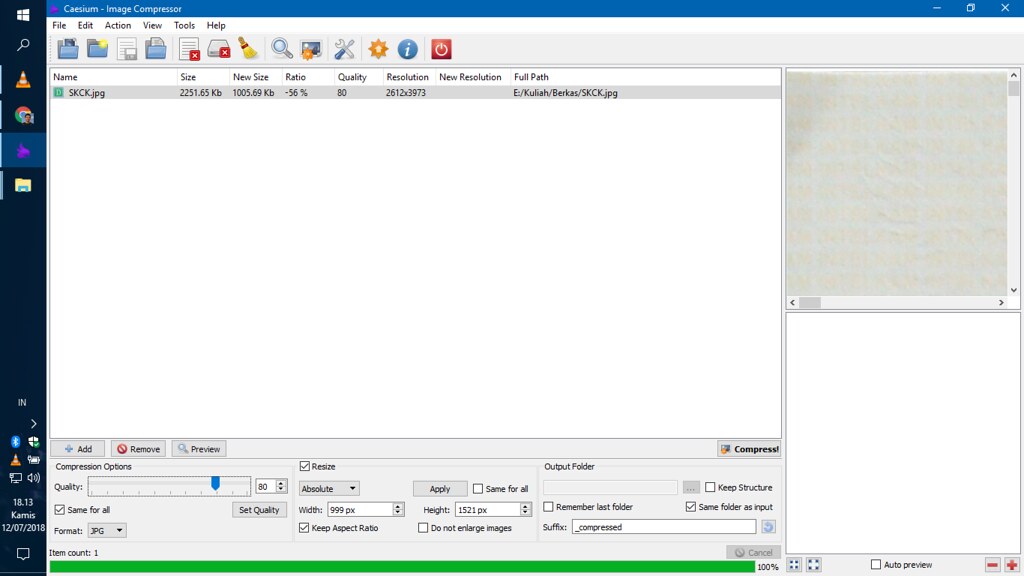 Caesium - Image Compressor
File Edit Action View Tools Help
Name Size New Size Ratio Quality Resolution New Resolution Full Path
SKCK.jpg 2251.65 Kb 1005.69 Kb -56 % 80 2612x3973 E:/Kuliah/Berkas/SKCK.jpg
Add Remove Preview Compress!
Compression Options
Quality: 80
Same for all Set Quality
Format: JPG
Resize
Absolute Apply Same for all
Width: 999 px Height: 1521 px
Keep Aspect Ratio Do not enlarge images
Output Folder
... Keep Structure
Remember last folder Same folder as input
Suffix: _compressed
Item count: 1 Cancel
100%
Auto preview
IN
18.13
Kamis
12/07/2018